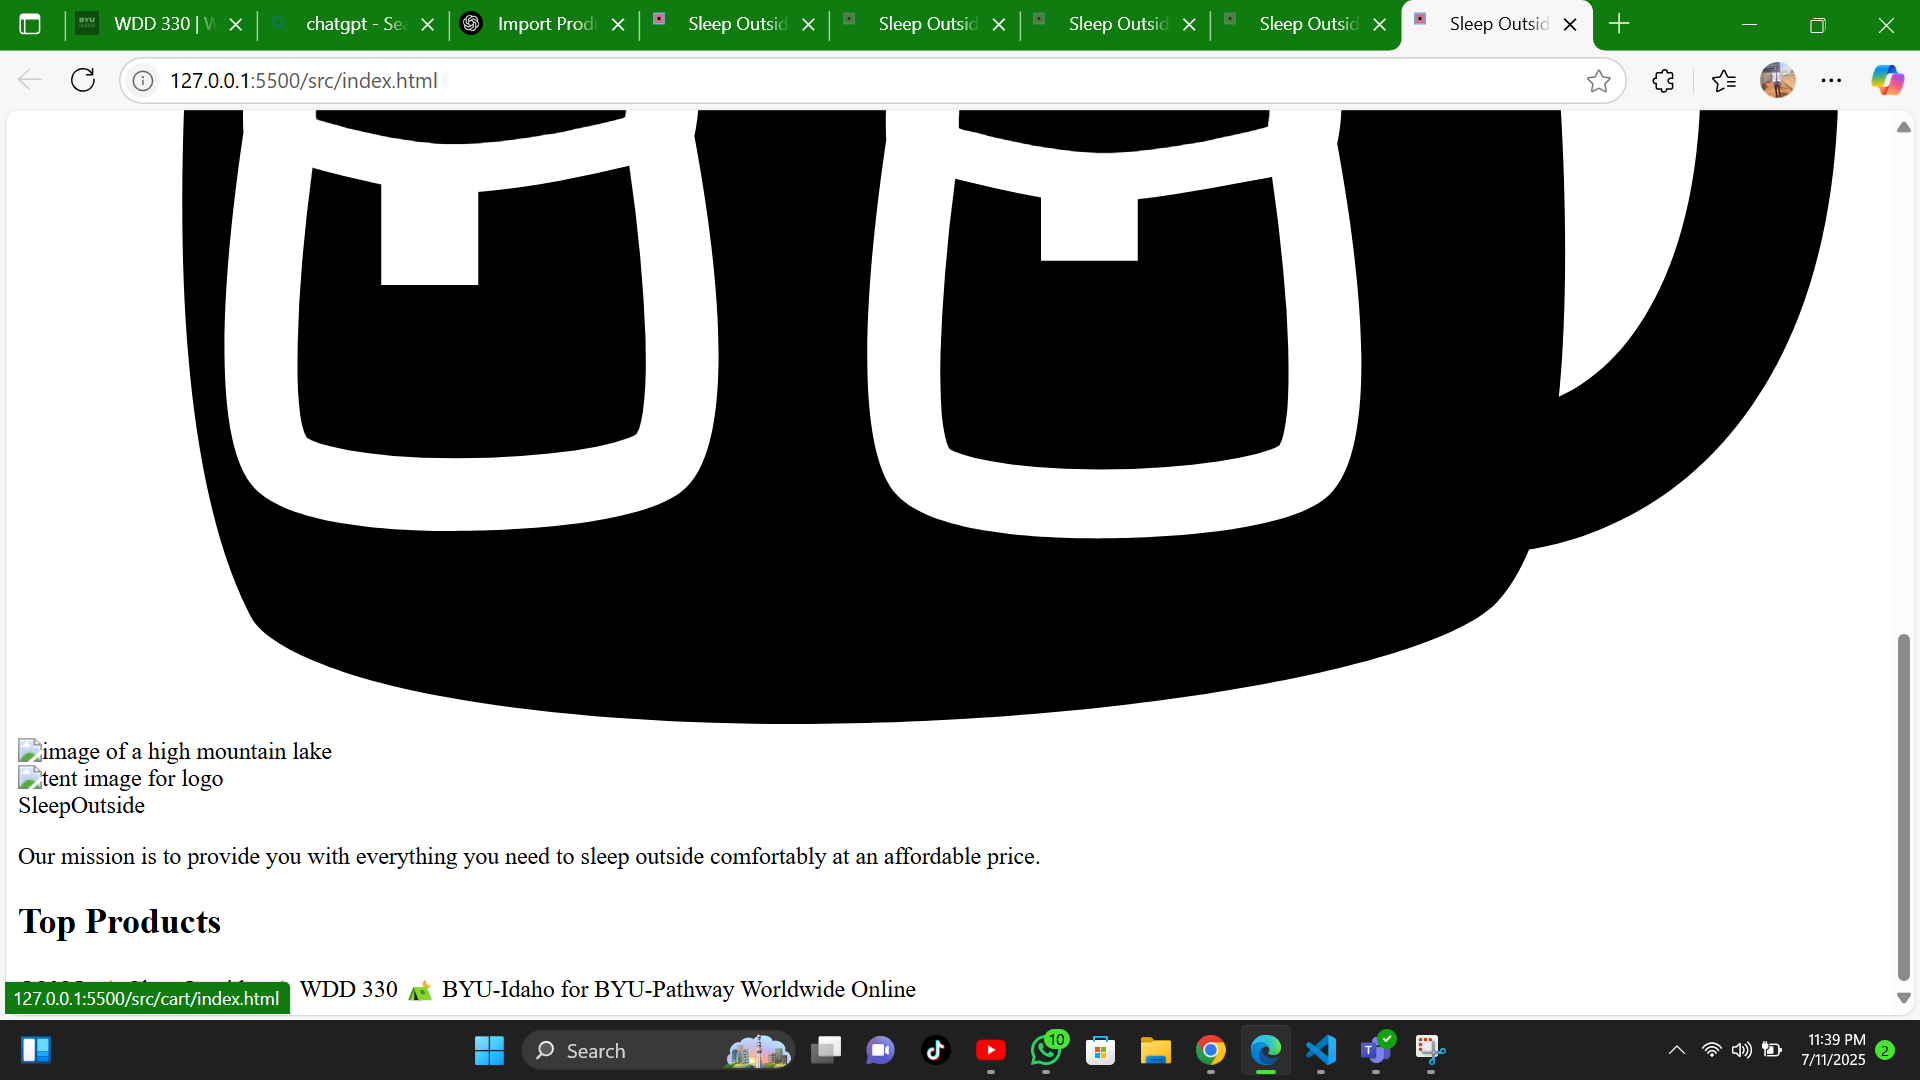 WDD 330 | W
chatgpt - Sea
Import Produ
Sleep Outsid
Sleep Outsid
Sleep Outsid
Sleep Outsid
Sleep Outsid
127.0.0.1:5500/src/index.html
image of a high mountain lake
tent image for logo
SleepOutside
Our mission is to provide you with everything you need to sleep outside comfortably at an affordable price.
Top Products
WDD 330 🏕️ BYU-Idaho for BYU-Pathway Worldwide Online
127.0.0.1:5500/src/cart/index.html
Search
10
11:39 PM
7/11/2025
2